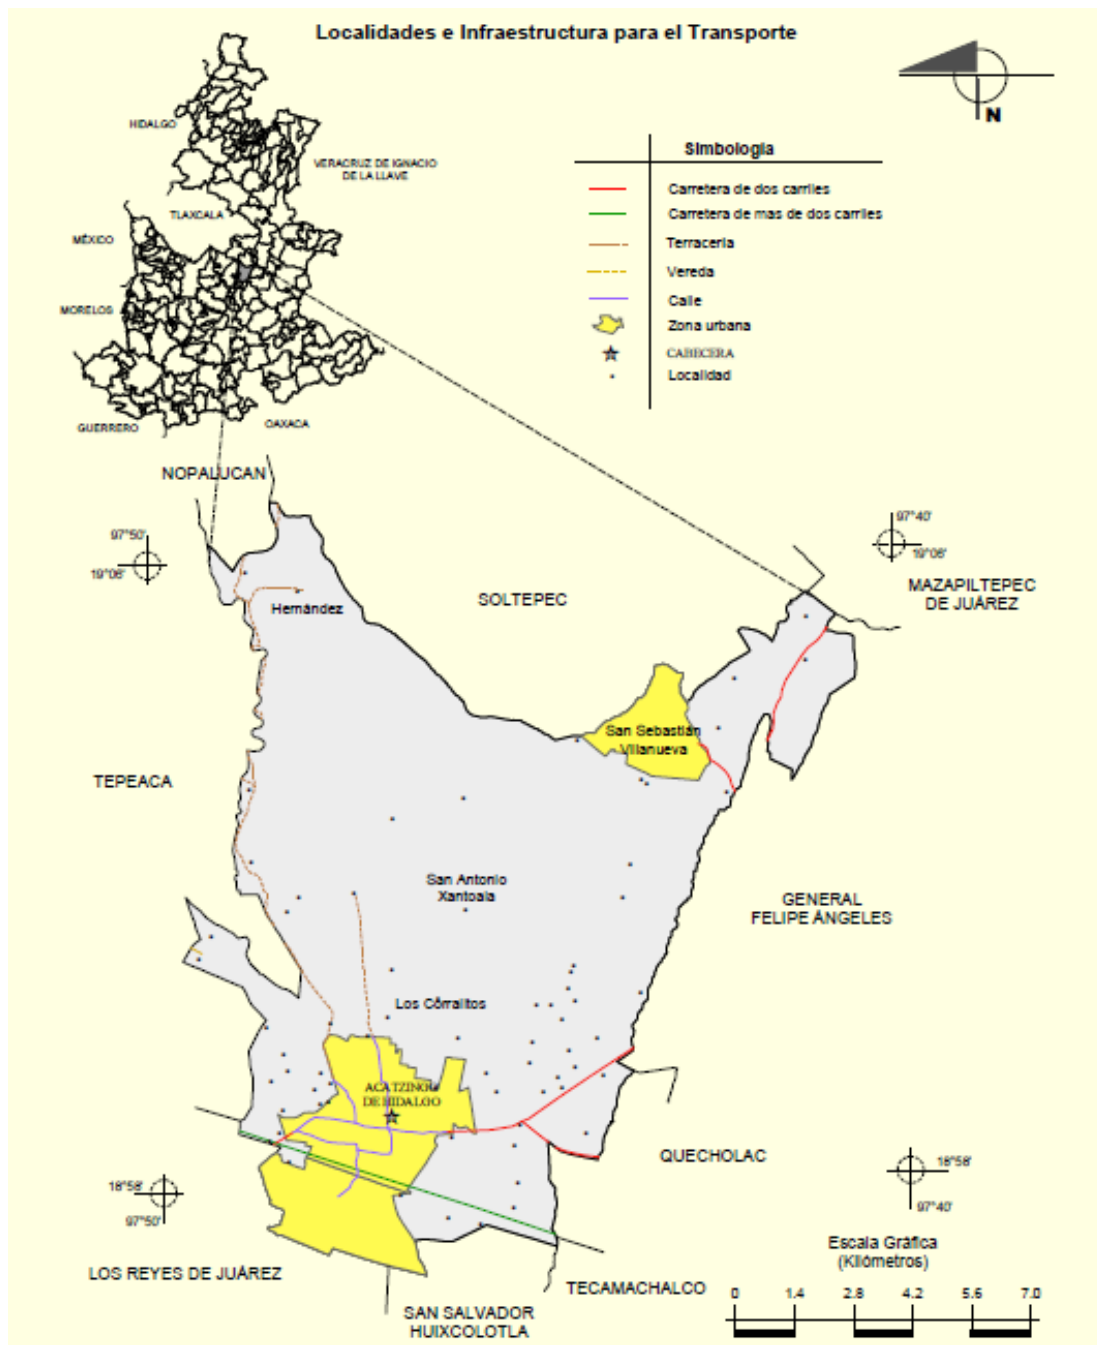 Localidades e Infraestructura para el Transporte
N
HIDALGO
VERACRUZ DE IGNACIO
DE LA LLAVE
TLAXCALA
MÉXICO
MORELOS
GUERRERO
OAXACA
Simbología
Carretera de dos carriles
Carretera de mas de dos carriles
Terracería
Vereda
Calle
Zona urbana
CABECERA
Localidad
NOPALUCAN
97°50'
19°06'
97°40'
19°06'
SOLTEPEC
MAZAPILTEPEC
DE JUÁREZ
Hernández
San Sebastián
Villanueva
TEPEACA
San Antonio
Xantoala
GENERAL
FELIPE ÁNGELES
Los Côrralitos
ACATZINGO
DE HIDALGO
QUECHOLAC
18°58'
97°50'
18°58'
97°40'
LOS REYES DE JUÁREZ
TECAMACHALCO
SAN SALVADOR
HUIXCOLOTLA
Escala Gráfica
(Kilómetros)
0 1.4 2.8 4.2 5.6 7.0